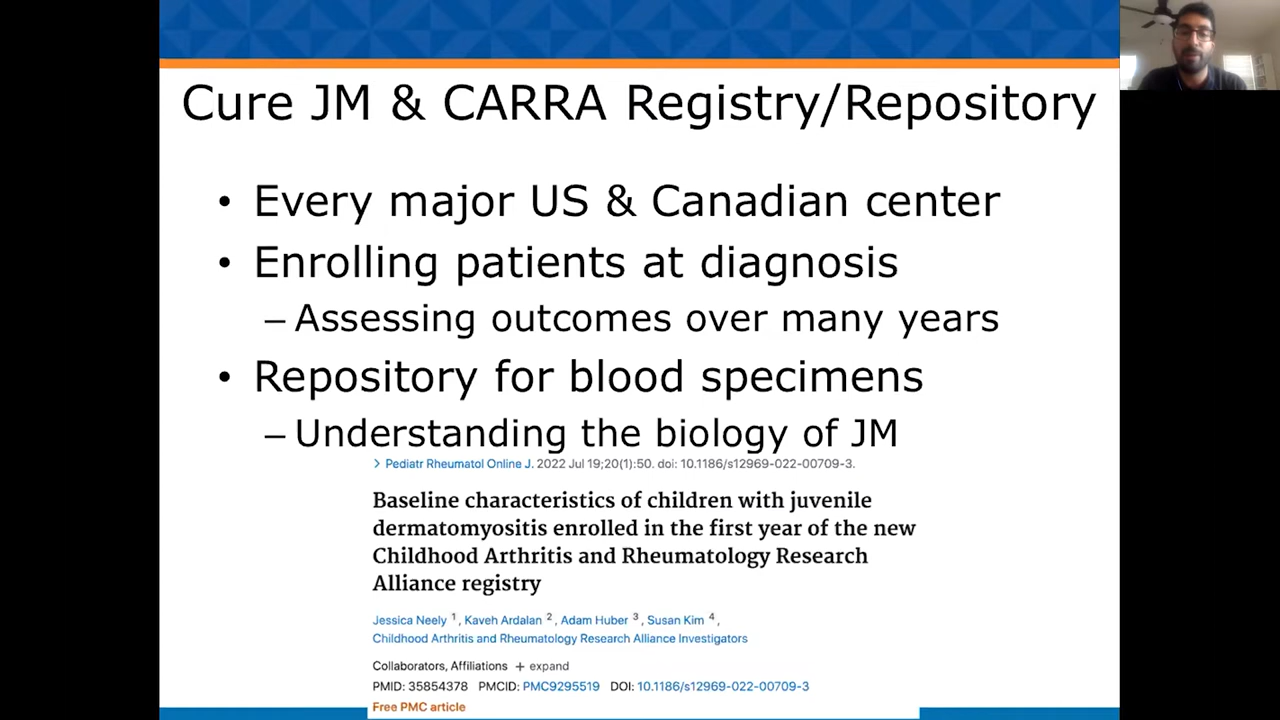 Cure JM & CARRA Registry/Repository
• Every major US & Canadian center
• Enrolling patients at diagnosis
– Assessing outcomes over many years
• Repository for blood specimens
– Understanding the biology of JM
> Pediatr Rheumatol Online J. 2022 Jul 19;20(1):50. doi: 10.1186/s12969-022-00709-3.
Baseline characteristics of children with juvenile
dermatomyositis enrolled in the first year of the new
Childhood Arthritis and Rheumatology Research
Alliance registry
Jessica Neely 1, Kaveh Ardalan 2, Adam Huber 3, Susan Kim 4,
Childhood Arthritis and Rheumatology Research Alliance Investigators
Collaborators, Affiliations + expand
PMID: 35854378 PMCID: PMC9295519 DOI: 10.1186/s12969-022-00709-3
Free PMC article